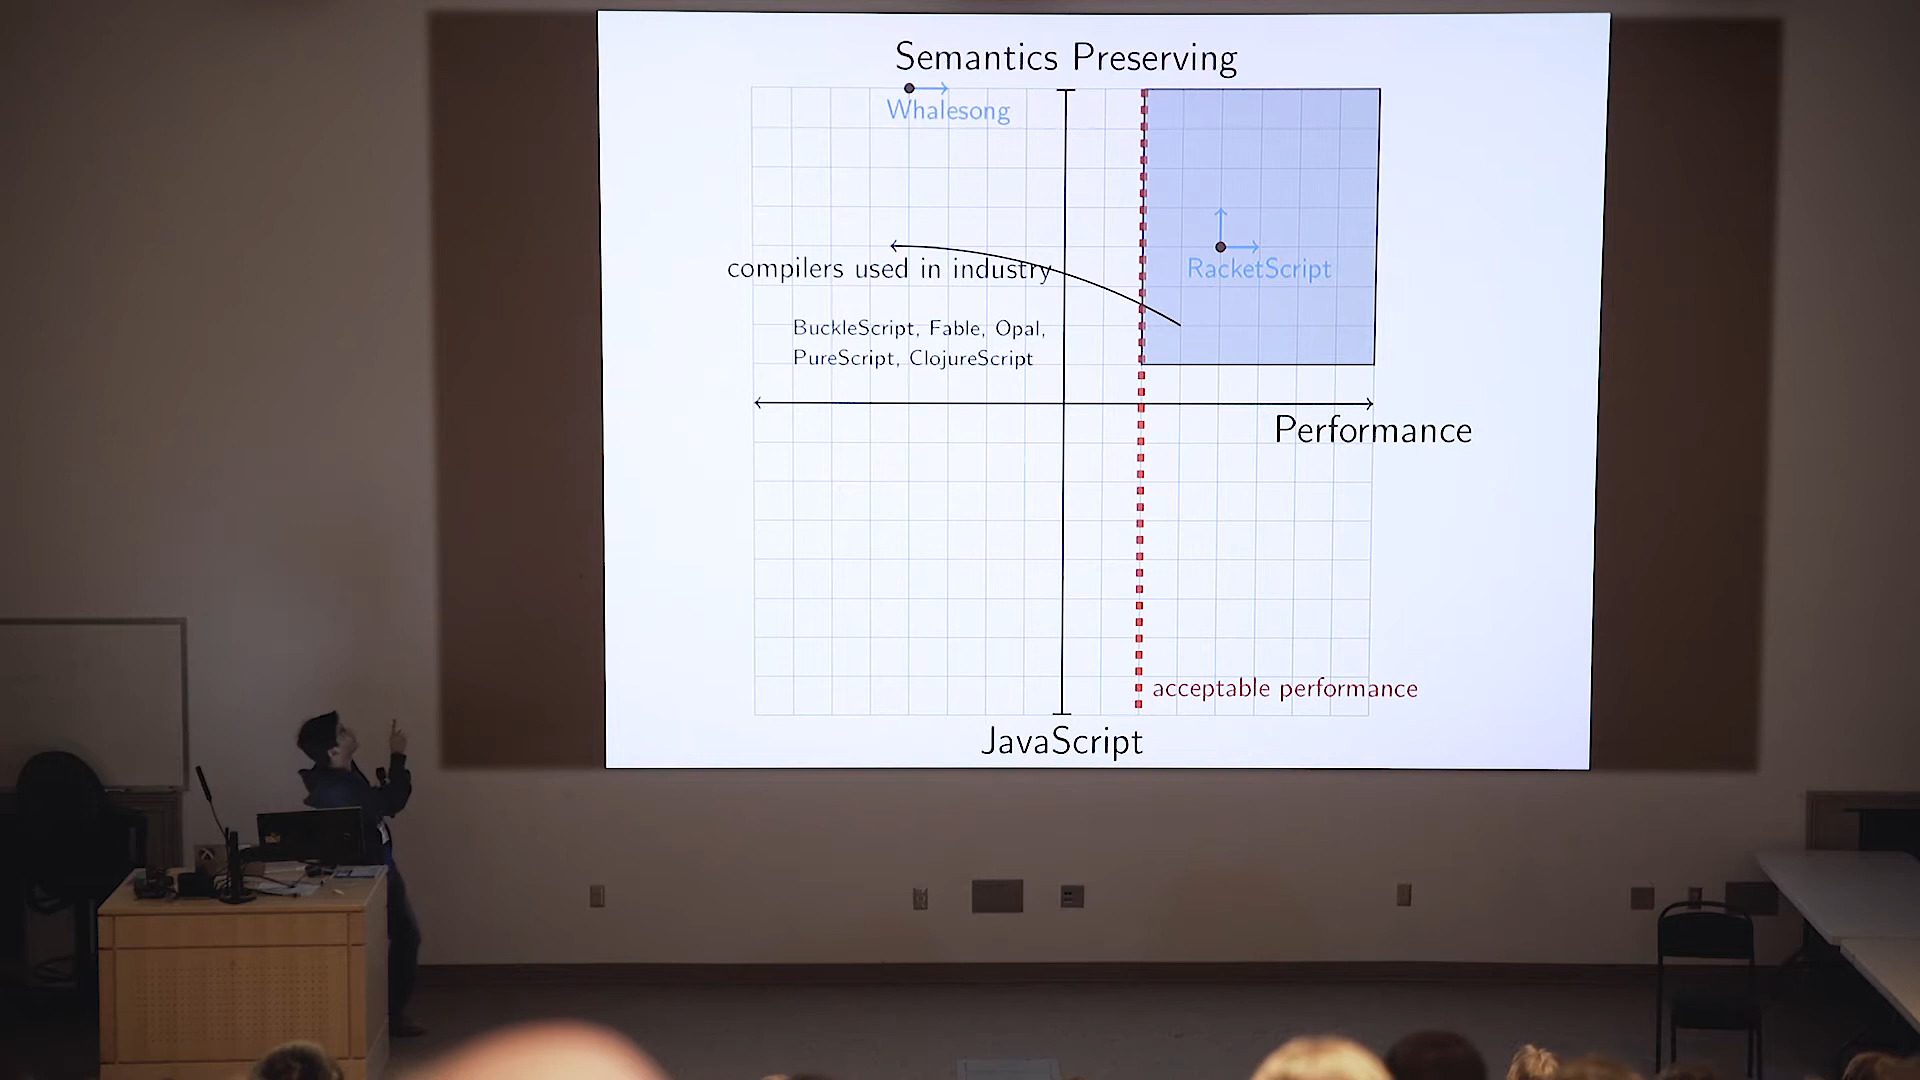 Semantics Preserving
Whalesong
compilers used in industry
RacketScript
BuckleScript, Fable, Opal,
PureScript, ClojureScript
Performance
acceptable performance
JavaScript